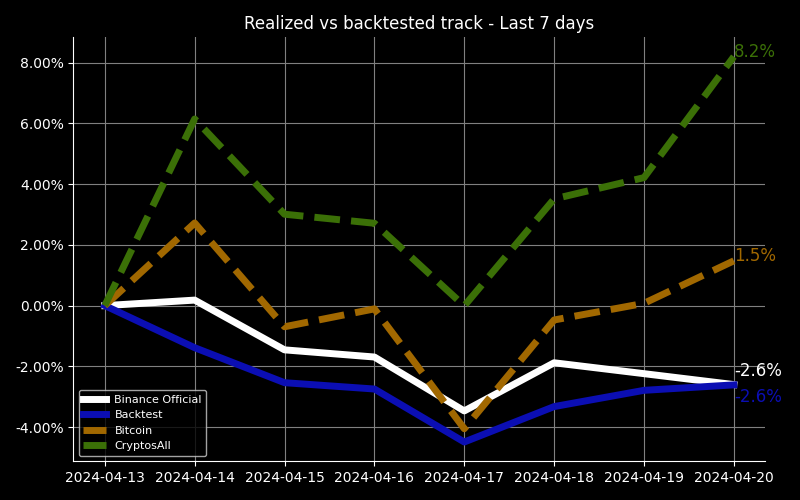 Realized vs backtested track - Last 7 days
8.00%
6.00%
4.00%
2.00%
0.00%
-2.00%
-4.00%
8.2%
1.5%
-2.6%
-2.6%
Binance Official
Backtest
Bitcoin
CryptosAll
2024-04-13 2024-04-14 2024-04-15 2024-04-16 2024-04-17 2024-04-18 2024-04-19 2024-04-20